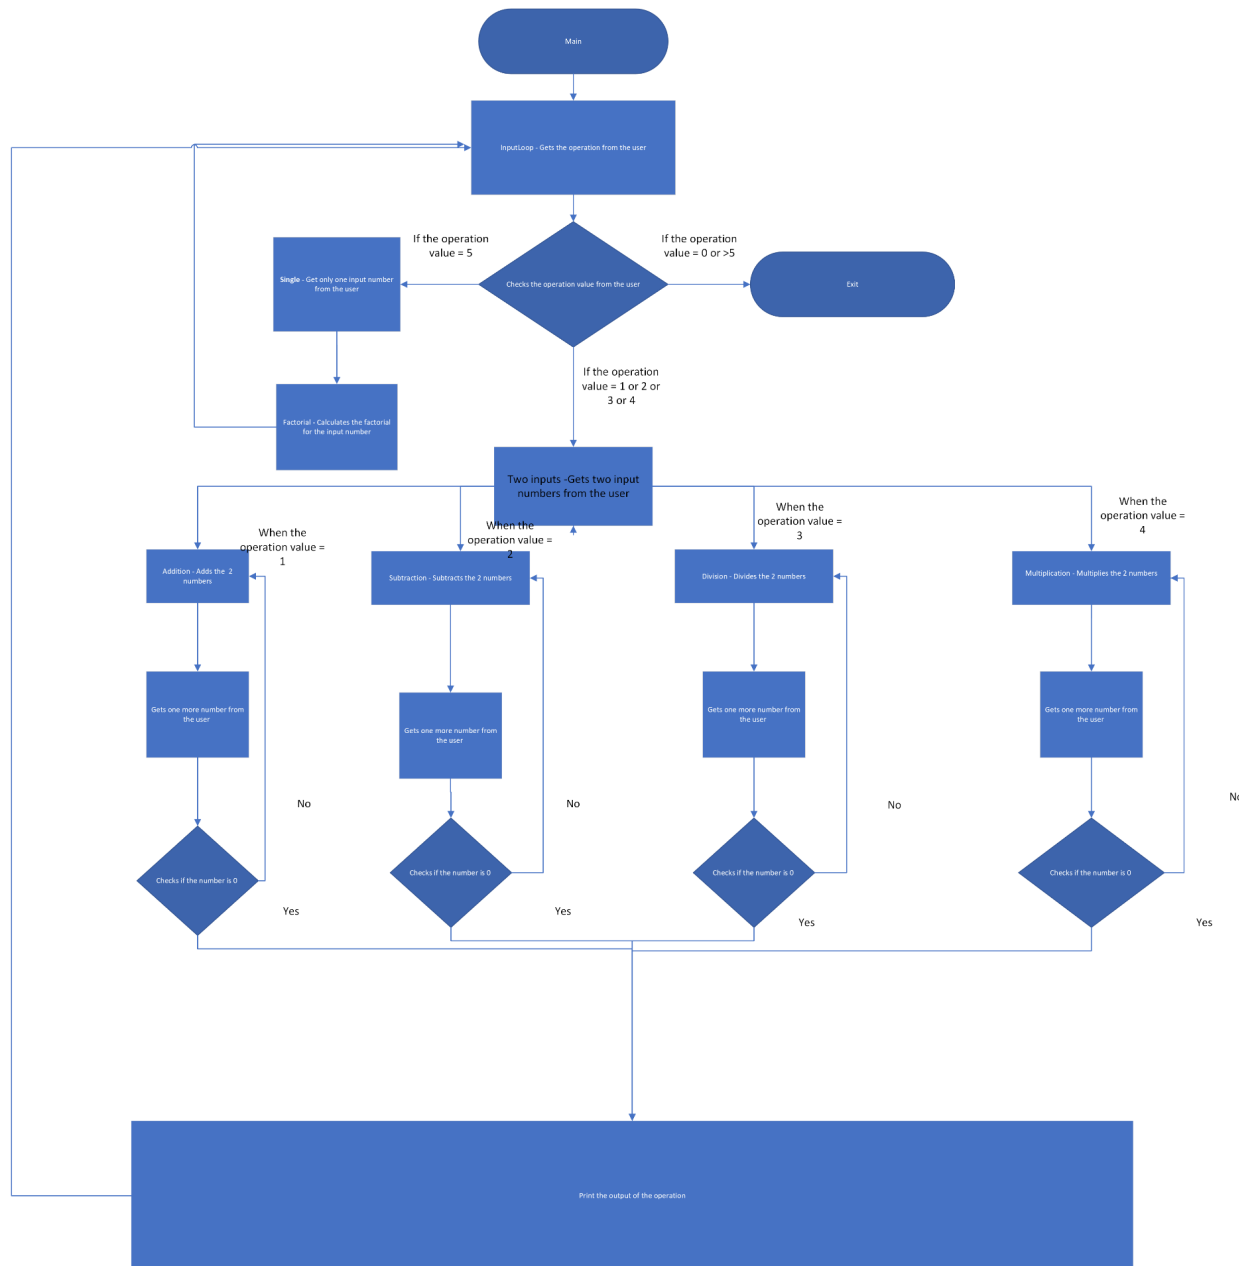 Main
InputLoop - Gets the operation from the user
If the operation
value = 5
If the operation
value = 0 or >5
Single - Get only one input number
from the user
Checks the operation value from the user
Exit
If the operation
value = 1 or 2 or
3 or 4
Factorial - Calculates the factorial
for the input number
Two inputs -Gets two input
numbers from the user
When the
operation value =
1
When the
operation value =
2
When the
operation value =
3
When the
operation value =
4
Addition - Adds the 2
numbers
Subtraction - Subtracts the 2 numbers
Division - Divides the 2 numbers
Multiplication - Multiplies the 2 numbers
Gets one more number from
the user
Gets one more number from
the user
Gets one more number from
the user
Gets one more number from
the user
No
No
No
Checks if the number is 0
Checks if the number is 0
Checks if the number is 0
Checks if the number is 0
Yes
Yes
Yes
Yes
Print the output of the operation